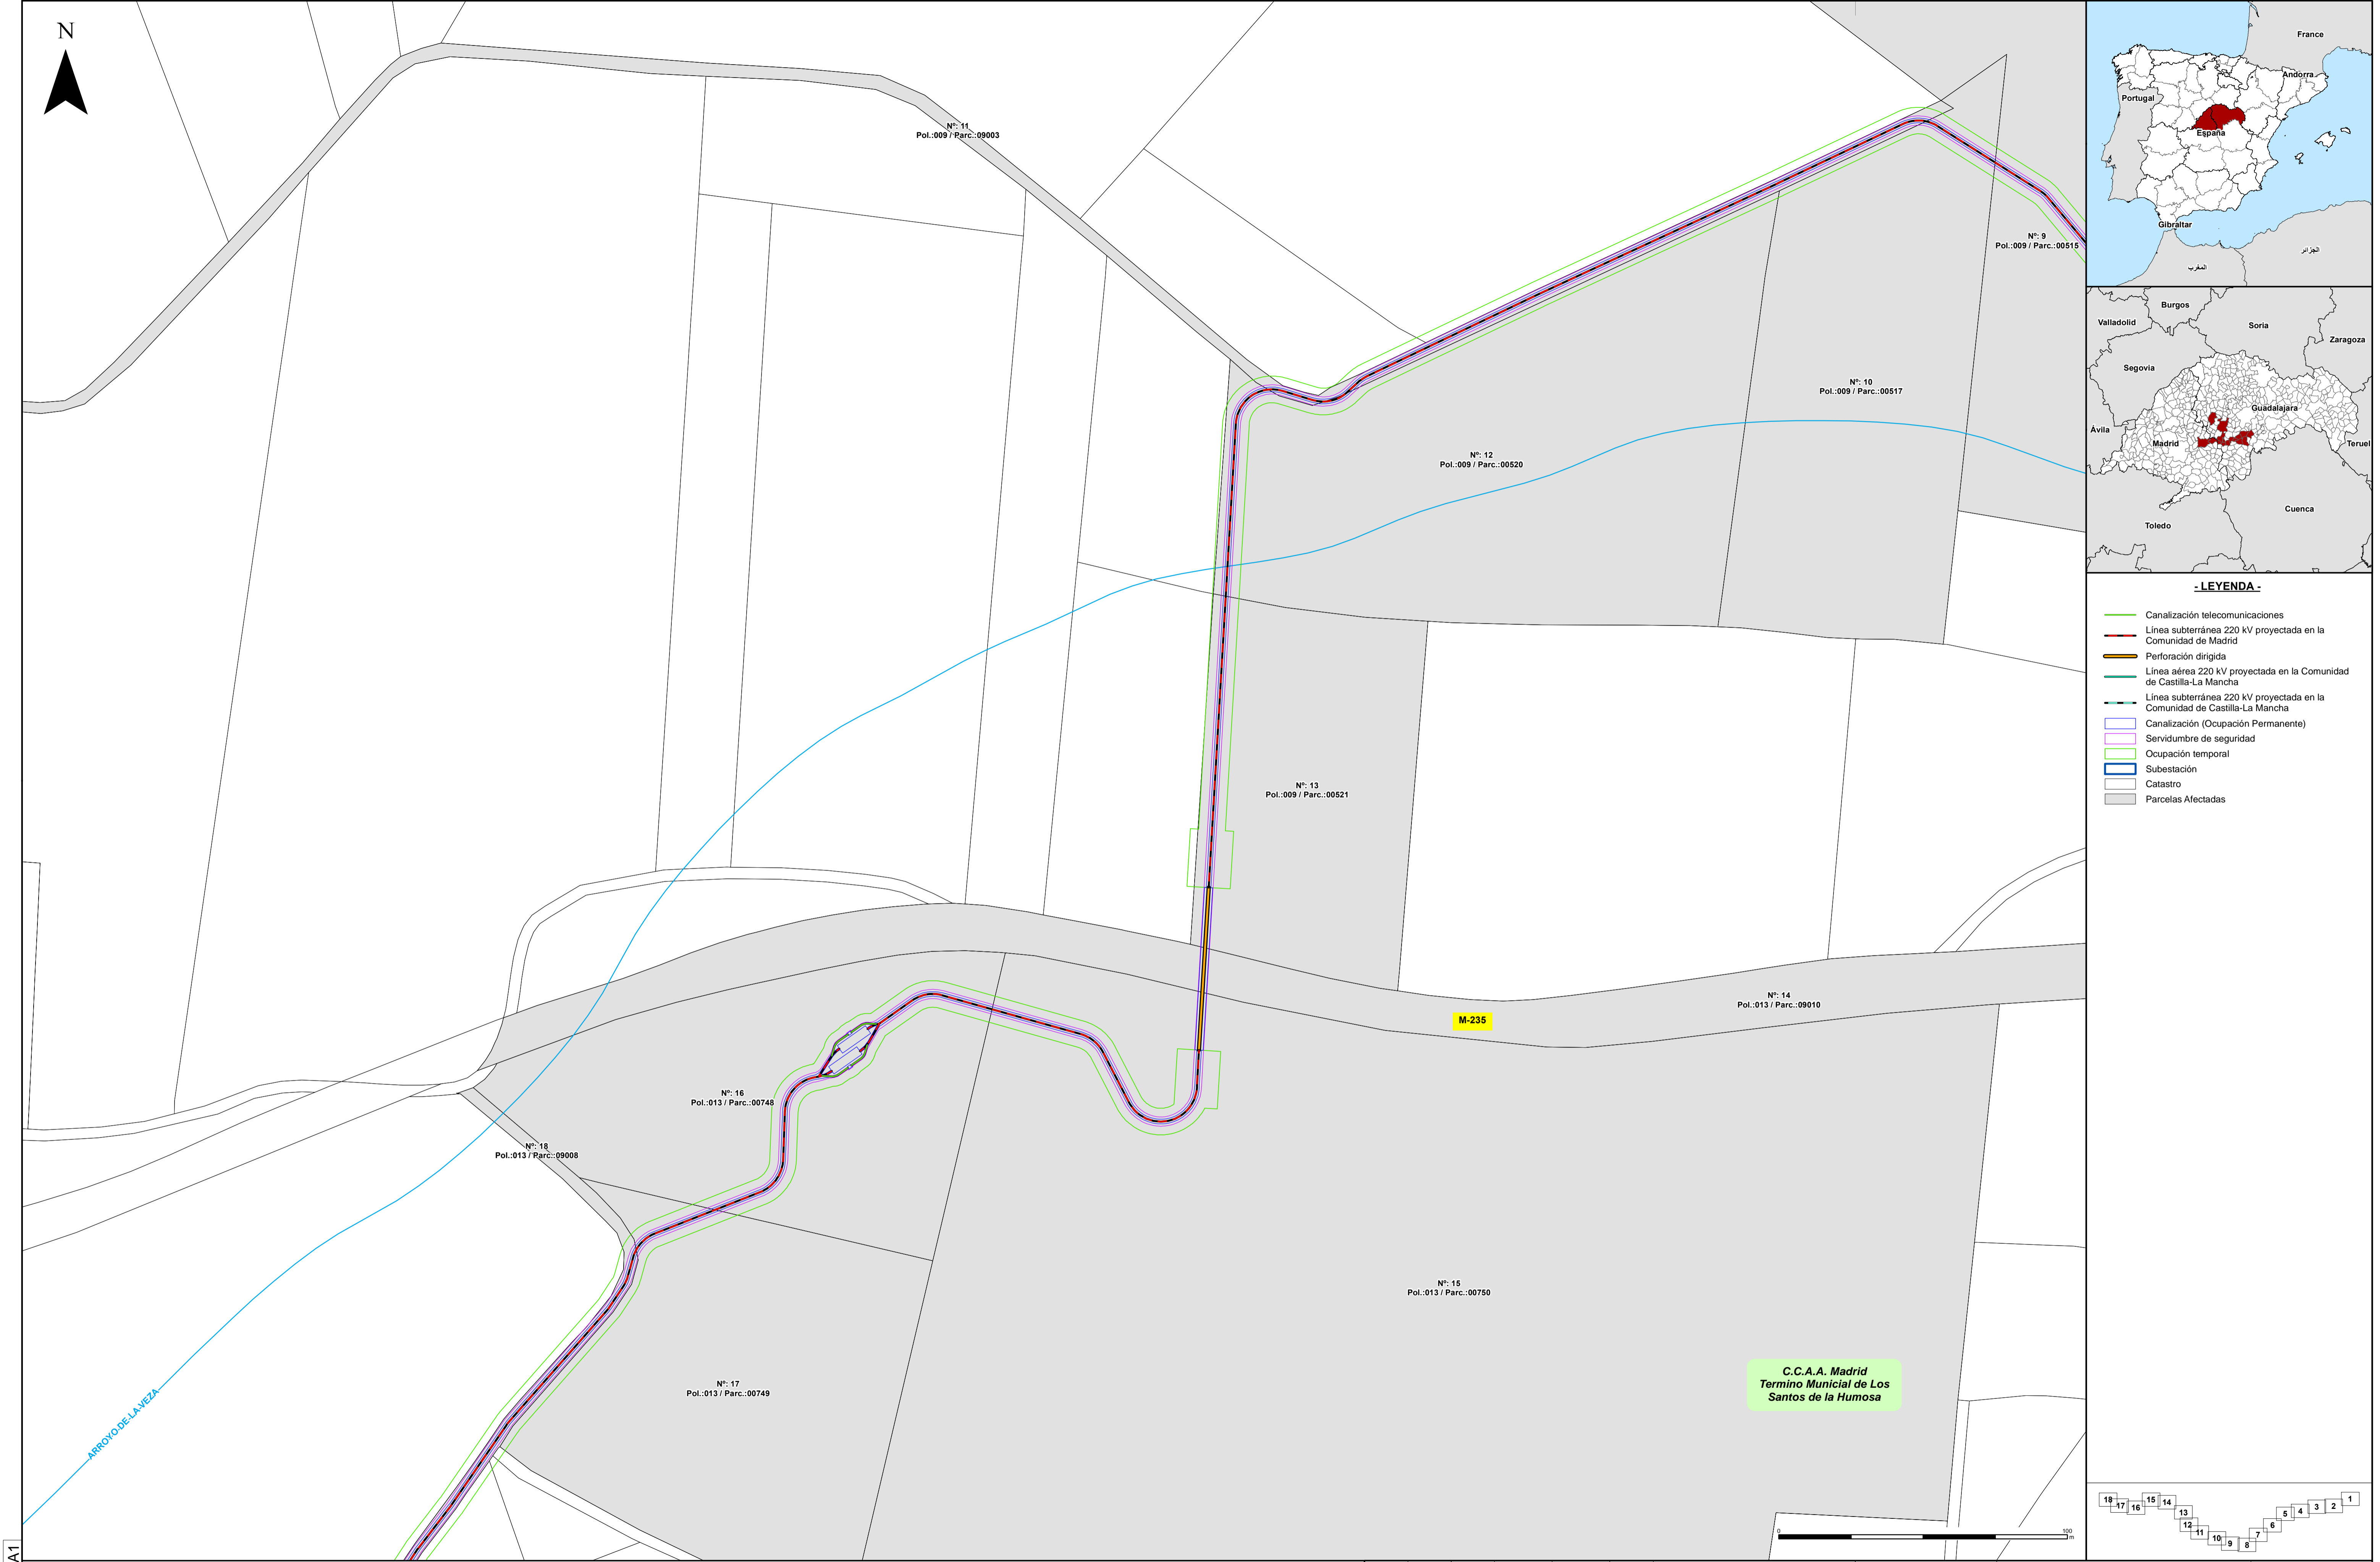 N
Nº: 11
Pol.:009 / Parc.:09003
Nº: 9
Pol.:009 / Parc.:00515
Nº: 10
Pol.:009 / Parc.:00517
Nº: 12
Pol.:009 / Parc.:00520
Nº: 13
Pol.:009 / Parc.:00521
Nº: 14
Pol.:013 / Parc.:09010
M-235
Nº: 16
Pol.:013 / Parc.:00748
Nº: 18
Pol.:013 / Parc.:09008
Nº: 15
Pol.:013 / Parc.:00750
Nº: 17
Pol.:013 / Parc.:00749
C.C.A.A. Madrid
Termino Municial de Los
Santos de la Humosa
ARROYO-DE-LA-VEZA
0 100
m
A1
France
Andorra
Portugal
España
Gibraltar
الجزائر
المغرب
Burgos
Valladolid
Soria
Zaragoza
Segovia
Guadalajara
Ávila
Madrid
Teruel
Cuenca
Toledo
- LEYENDA -
Canalización telecomunicaciones
Línea subterránea 220 kV proyectada en la
Comunidad de Madrid
Perforación dirigida
Línea aérea 220 kV proyectada en la Comunidad
de Castilla-La Mancha
Línea subterránea 220 kV proyectada en la
Comunidad de Castilla-La Mancha
Canalización (Ocupación Permanente)
Servidumbre de seguridad
Ocupación temporal
Subestación
Catastro
Parcelas Afectadas
18
17
16
15
14
13
12
11
10
9
8
7
6
5
4
3
2
1